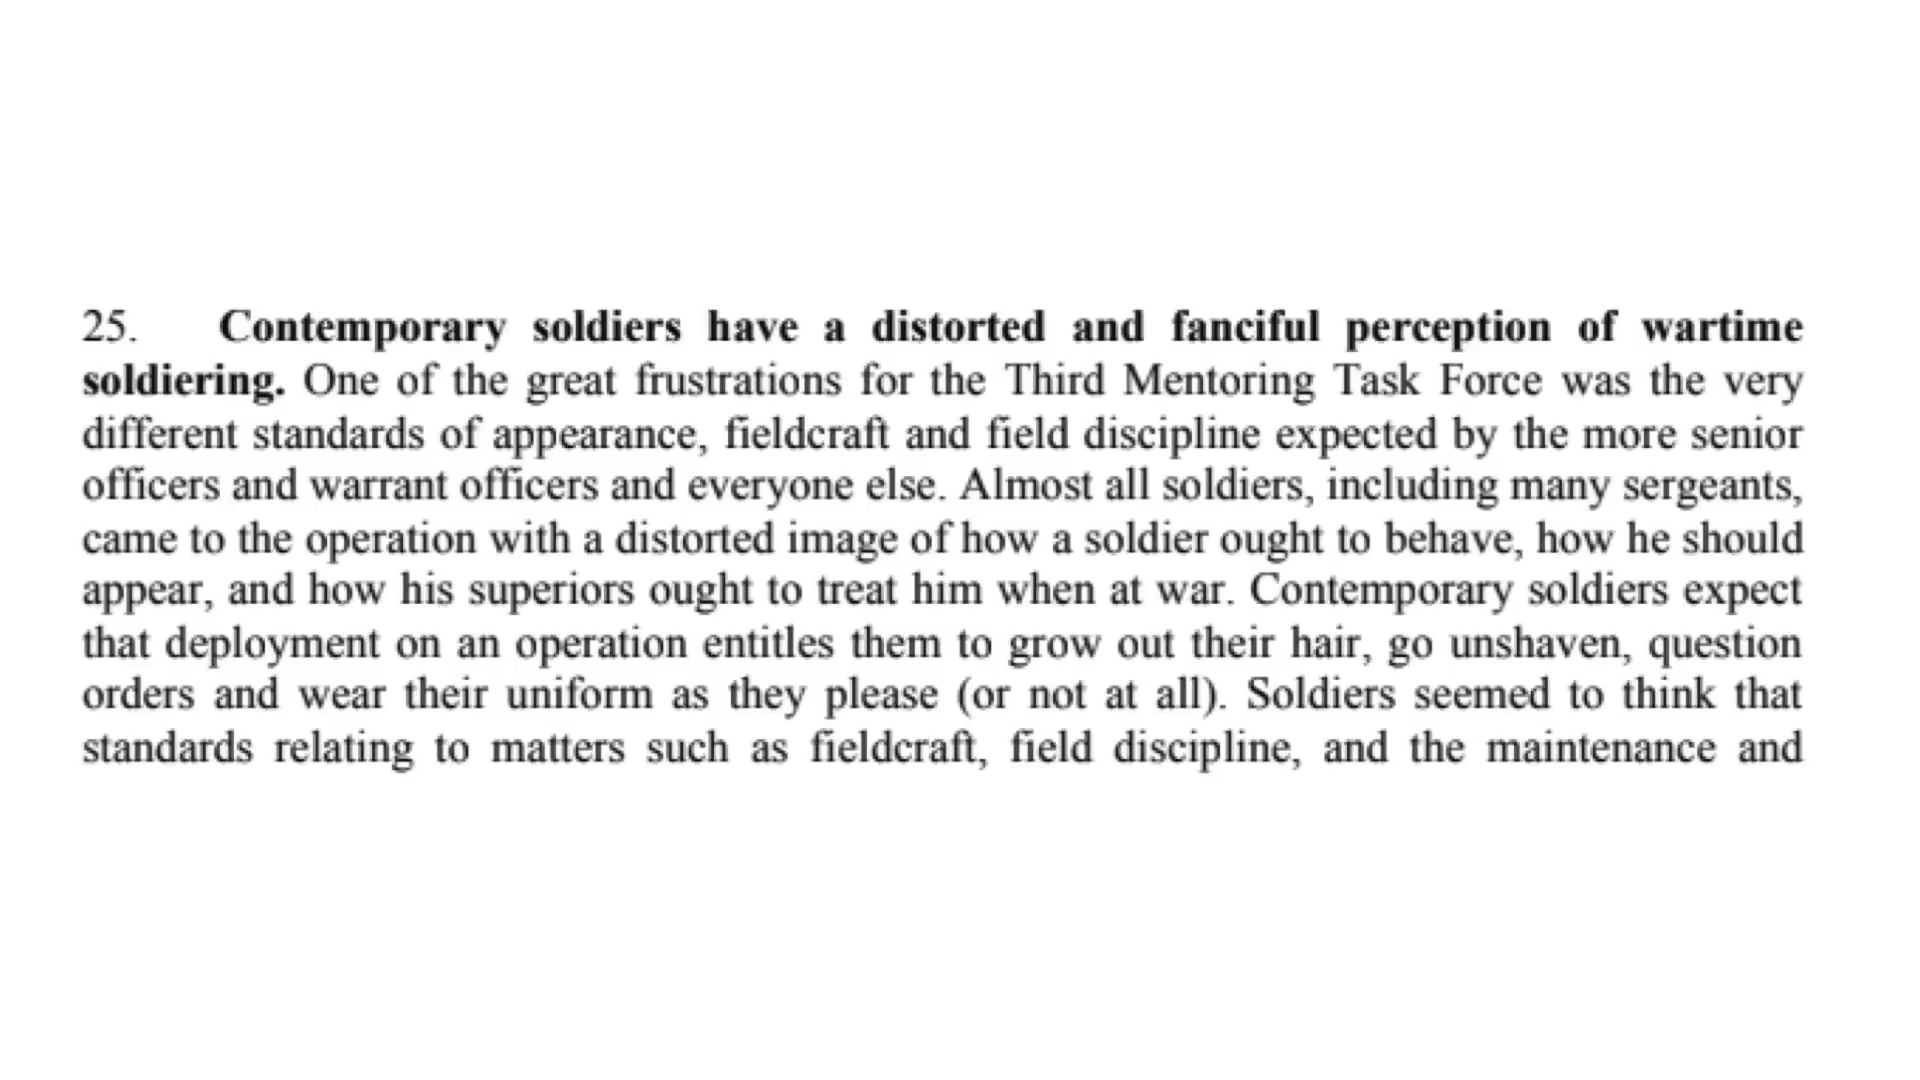 25. Contemporary soldiers have a distorted and fanciful perception of wartime
soldiering. One of the great frustrations for the Third Mentoring Task Force was the very
different standards of appearance, fieldcraft and field discipline expected by the more senior
officers and warrant officers and everyone else. Almost all soldiers, including many sergeants,
came to the operation with a distorted image of how a soldier ought to behave, how he should
appear, and how his superiors ought to treat him when at war. Contemporary soldiers expect
that deployment on an operation entitles them to grow out their hair, go unshaven, question
orders and wear their uniform as they please (or not at all). Soldiers seemed to think that
standards relating to matters such as fieldcraft, field discipline, and the maintenance and